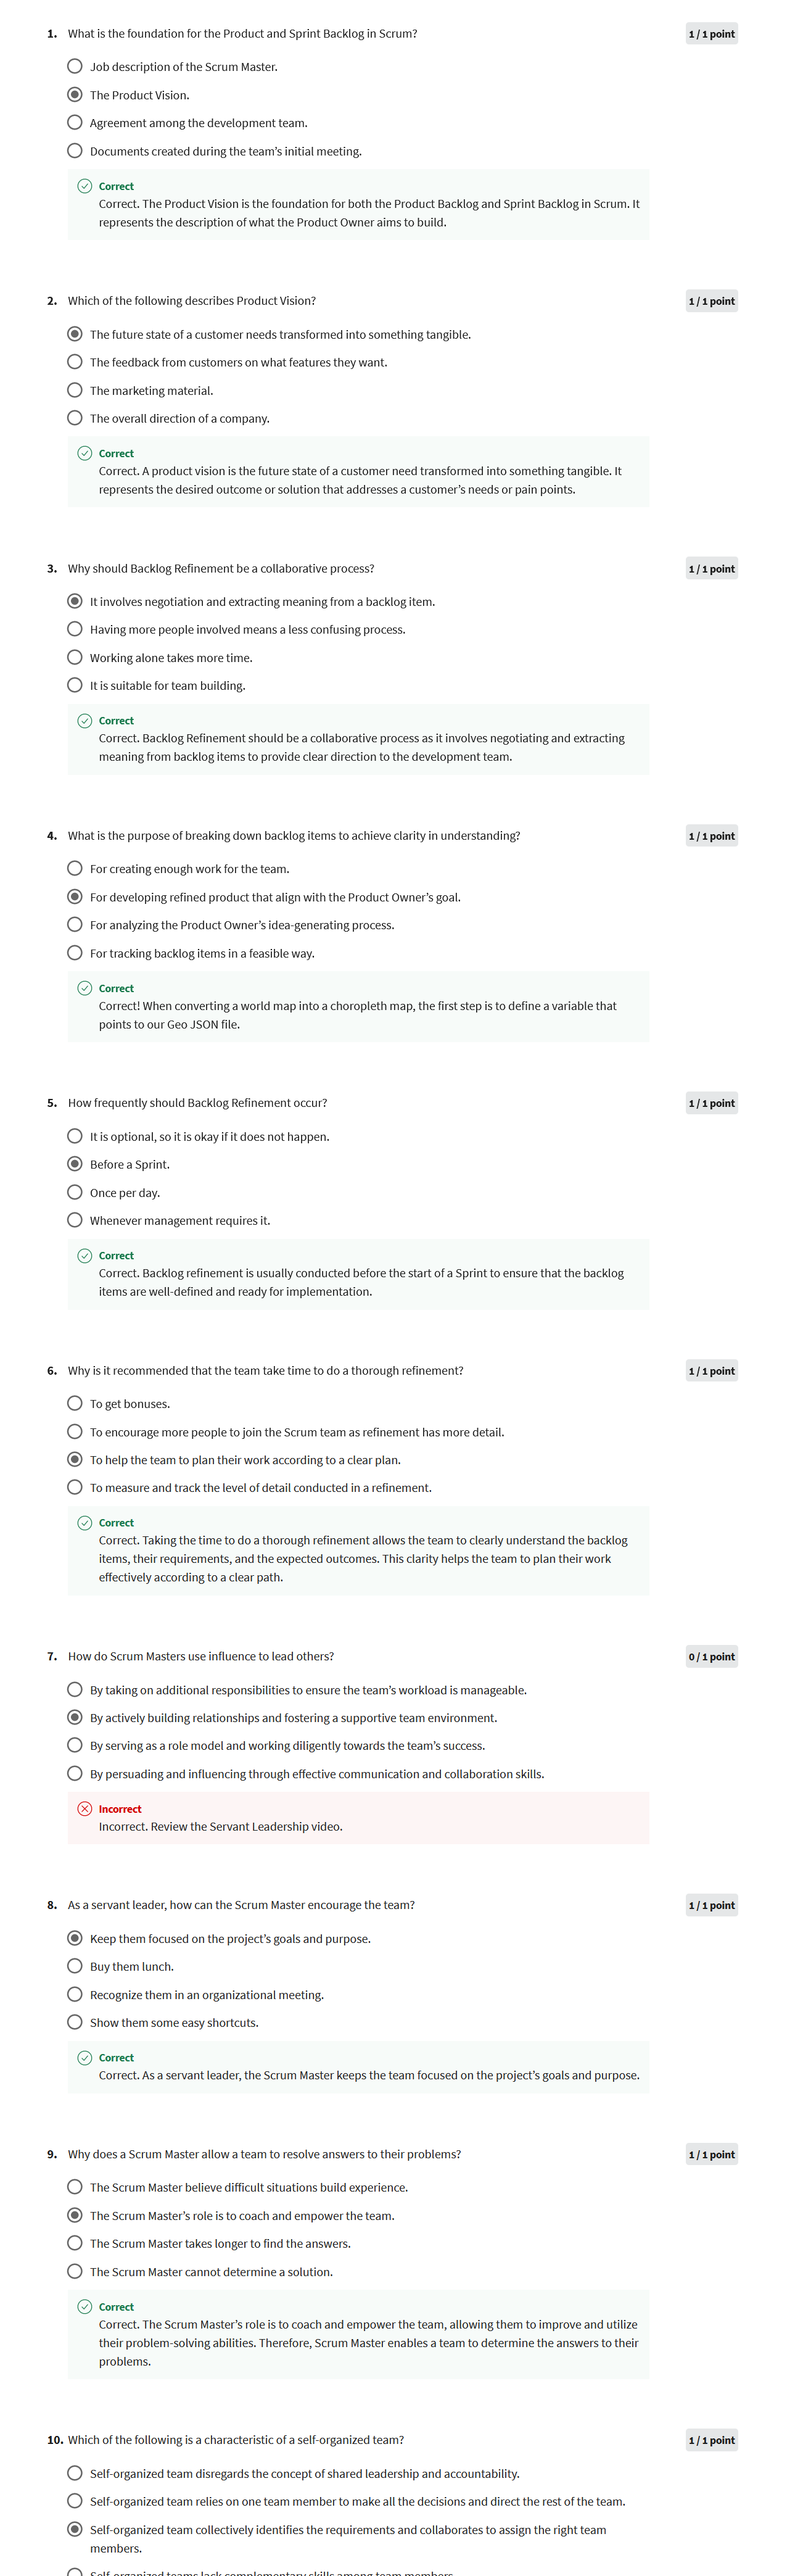 1. What is the foundation for the Product and Sprint Backlog in Scrum?
1 / 1 point
Job description of the Scrum Master.
The Product Vision.
Agreement among the development team.
Documents created during the team's initial meeting.
Correct
Correct. The Product Vision is the foundation for both the Product Backlog and Sprint Backlog in Scrum. It
represents the description of what the Product Owner aims to build.
2. Which of the following describes Product Vision?
1 / 1 point
The future state of a customer needs transformed into something tangible.
The feedback from customers on what features they want.
The marketing material.
The overall direction of a company.
Correct
Correct. A product vision is the future state of a customer need transformed into something tangible. It
represents the desired outcome or solution that addresses a customer's needs or pain points.
3. Why should Backlog Refinement be a collaborative process?
1 / 1 point
It involves negotiation and extracting meaning from a backlog item.
Having more people involved means a less confusing process.
Working alone takes more time.
It is suitable for team building.
Correct
Correct. Backlog Refinement should be a collaborative process as it involves negotiating and extracting
meaning from backlog items to provide clear direction to the development team.
4. What is the purpose of breaking down backlog items to achieve clarity in understanding?
1 / 1 point
For creating enough work for the team.
For developing refined product that align with the Product Owner's goal.
For analyzing the Product Owner's idea-generating process.
For tracking backlog items in a feasible way.
Correct
Correct! When converting a world map into a choropleth map, the first step is to define a variable that
points to our Geo JSON file.
5. How frequently should Backlog Refinement occur?
1 / 1 point
It is optional, so it is okay if it does not happen.
Before a Sprint.
Once per day.
Whenever management requires it.
Correct
Correct. Backlog refinement is usually conducted before the start of a Sprint to ensure that the backlog
items are well-defined and ready for implementation.
6. Why is it recommended that the team take time to do a thorough refinement?
1 / 1 point
To get bonuses.
To encourage more people to join the Scrum team as refinement has more detail.
To help the team to plan their work according to a clear plan.
To measure and track the level of detail conducted in a refinement.
Correct
Correct. Taking the time to do a thorough refinement allows the team to clearly understand the backlog
items, their requirements, and the expected outcomes. This clarity helps the team to plan their work
effectively according to a clear path.
7. How do Scrum Masters use influence to lead others?
0 / 1 point
By taking on additional responsibilities to ensure the team's workload is manageable.
By actively building relationships and fostering a supportive team environment.
By serving as a role model and working diligently towards the team's success.
By persuading and influencing through effective communication and collaboration skills.
Incorrect
Incorrect. Review the Servant Leadership video.
8. As a servant leader, how can the Scrum Master encourage the team?
1 / 1 point
Keep them focused on the project's goals and purpose.
Buy them lunch.
Recognize them in an organizational meeting.
Show them some easy shortcuts.
Correct
Correct. As a servant leader, the Scrum Master keeps the team focused on the project's goals and purpose.
9. Why does a Scrum Master allow a team to resolve answers to their problems?
1 / 1 point
The Scrum Master believe difficult situations build experience.
The Scrum Master's role is to coach and empower the team.
The Scrum Master takes longer to find the answers.
The Scrum Master cannot determine a solution.
Correct
Correct. The Scrum Master's role is to coach and empower the team, allowing them to improve and utilize
their problem-solving abilities. Therefore, Scrum Master enables a team to determine the answers to their
problems.
10. Which of the following is a characteristic of a self-organized team?
1 / 1 point
Self-organized team disregards the concept of shared leadership and accountability.
Self-organized team relies on one team member to make all the decisions and direct the rest of the team.
Self-organized team collectively identifies the requirements and collaborates to assign the right team
members.